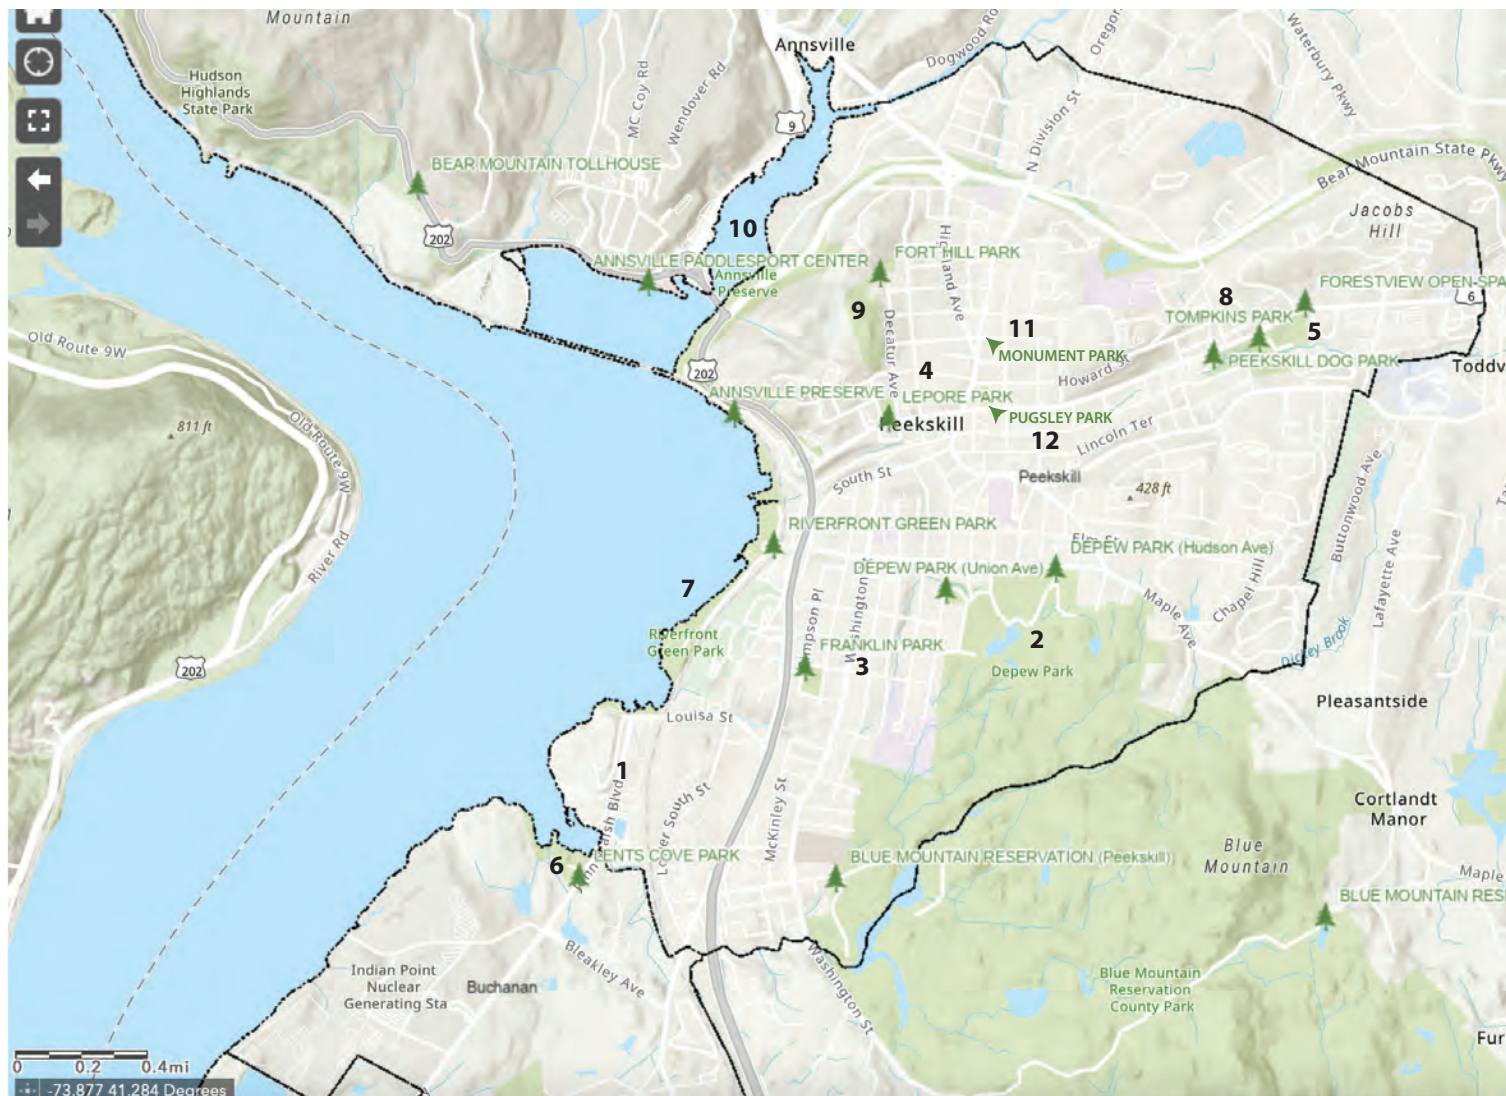 Mountain
Annsville
Dogwood Ro
Oregon
Waterbury Pkwy
Hudson
Highlands
State Park
MC Coy Rd
Wendover Rd
9
N Division St
BEAR MOUNTAIN TOLLHOUSE
Bear Mountain State Pkwy
202
10
Jacobs
Hill
Highland Ave
FORT HILL PARK
ANNSVILLE PADDLESPORT CENTER
Annsville
Preserve
FORESTVIEW OPEN SPA
6
9
8
TOMPKINS PARK
5
Decatur Ave
11
MONUMENT PARK
PEEKSKILL DOG PARK
Old Route 9W
202
4
Howard St
Toddv
ANNSVILLE PRESERVE
LEPORE PARK
PUGSLEY PARK
811 ft
Old Route 9W
Peekskill
12
Lincoln Ter
South St
Peekskill
428 ft
Buttonwood Ave
RIVERFRONT GREEN PARK
Elm St
DEPEW PARK (Hudson Ave)
River Rd
DEPEW PARK (Union Ave)
Lafayette Ave
7
Chapel Hill
Maple Ave
Riverfront
Green Park
Washington
FRANKLIN PARK
3
2
Depew Park
Dickey Brook
202
Pleasantside
Louisa St
1
Lower South St
McKinley St
Cortlandt
Manor
6
LENTS COVE PARK
BLUE MOUNTAIN RESERVATION (Peekskill)
Blue
Mountain
Maple
BLUE MOUNTAIN RES
Bleakley Ave
Washington St
Indian Point
Nuclear
Generating Sta
Buchanan
Blue Mountain
Reservation
County Park
Fur
0 0.2 0.4mi
-73.877 41.284 Degrees